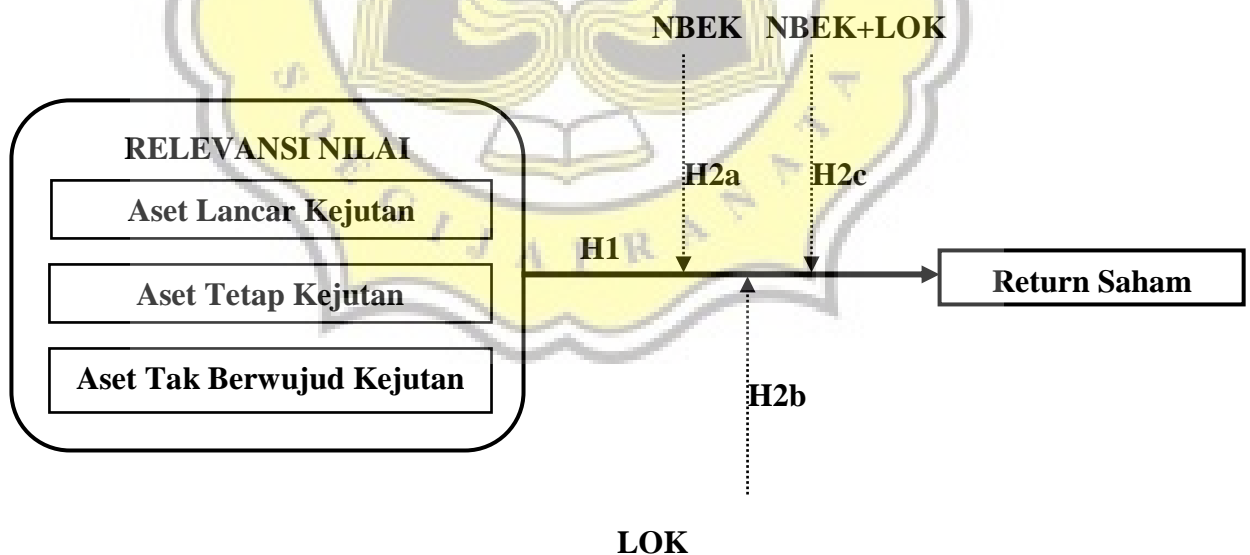 NBEK NBEK+LOK
RELEVANSI NILAI
Aset Lancar Kejutan
Aset Tetap Kejutan
Aset Tak Berwujud Kejutan
H2a
H2c
H1
Return Saham
H2b
LOK
SOEGIJAPRANATA